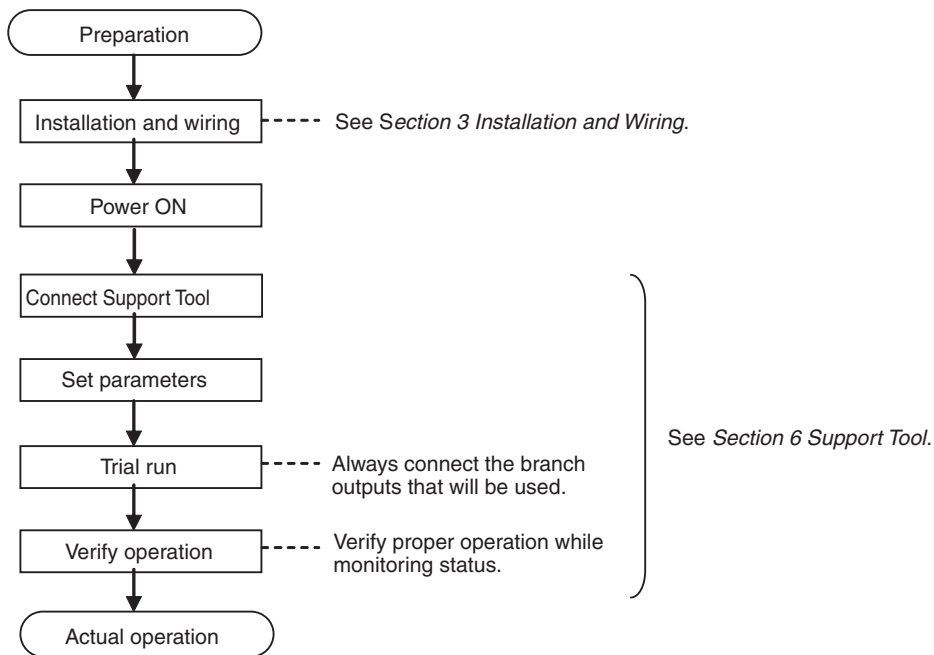 Preparation
Installation and wiring
See Section 3 Installation and Wiring.
Power ON
Connect Support Tool
Set parameters
See Section 6 Support Tool.
Trial run
Always connect the branch
outputs that will be used.
Verify operation
Verify proper operation while
monitoring status.
Actual operation